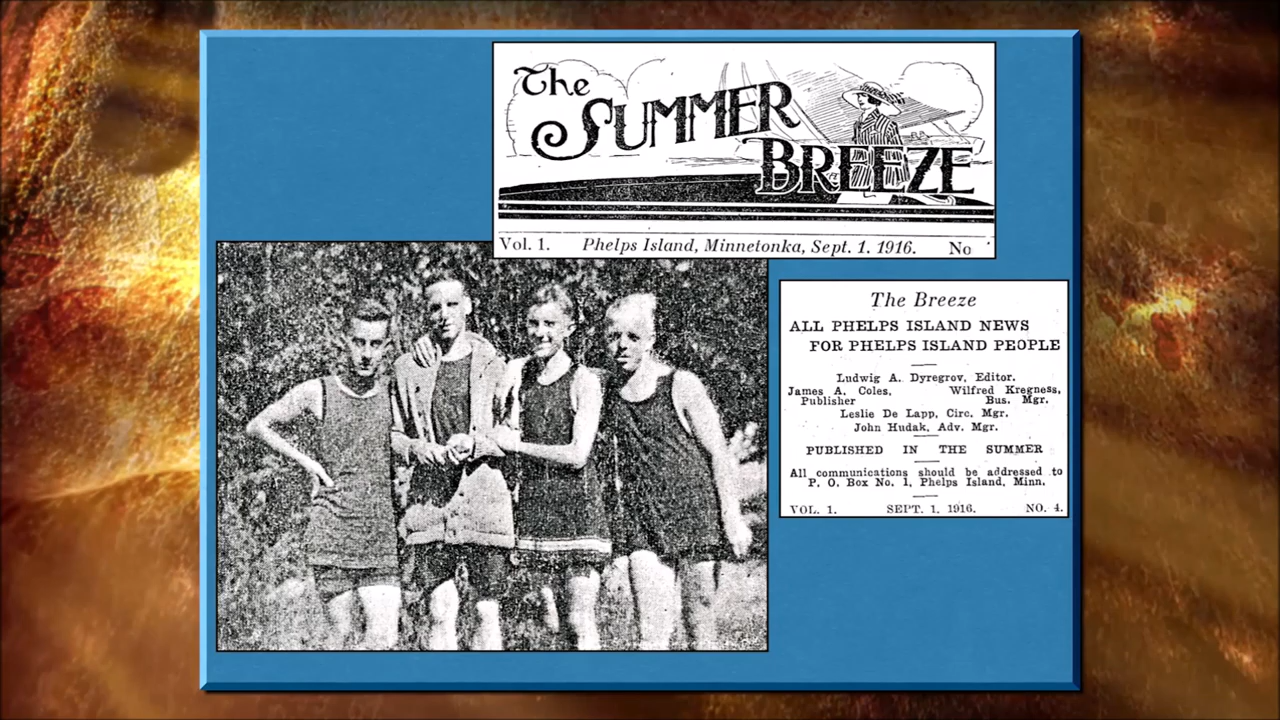 The
SUMMER
BREEZE
Vol. 1. Phelps Island, Minnetonka, Sept. 1. 1916. No
The Breeze
ALL PHELPS ISLAND NEWS
FOR PHELPS ISLAND PEOPLE
Ludwig A. Dyregrov, Editor.
James A. Coles, Wilfred Kregness,
Publisher Bus. Mgr.
Leslie De Lapp, Circ. Mgr.
John Hudak, Adv. Mgr.
PUBLISHED IN THE SUMMER
All communications should be addressed to
P. O. Box No. 1, Phelps Island, Minn.
VOL. 1. SEPT. 1, 1916. NO. 4.